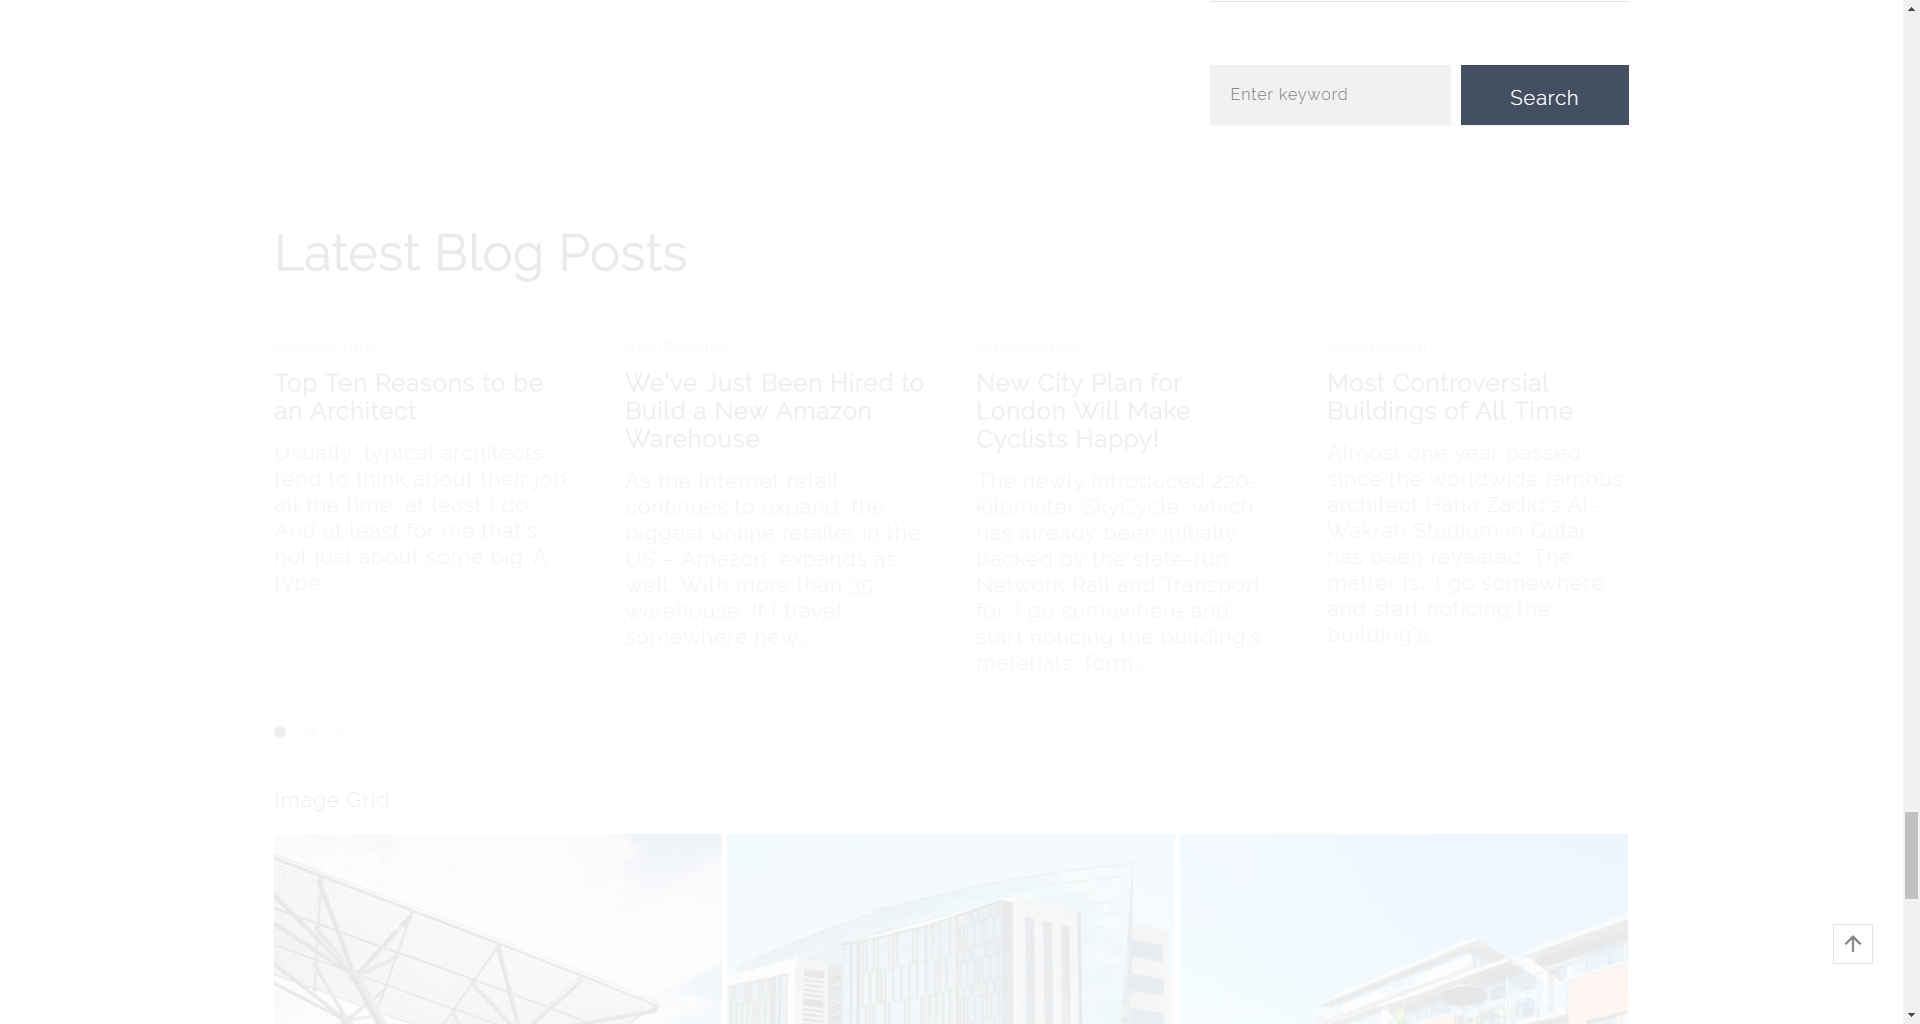 Enter keyword
Search
Latest Blog Posts
Architecture
Top Ten Reasons to be
an Architect
Usually, typical architects
tend to think about their job
all the time, at least I do.
And at least for me that's
not just about some big 'A'
type…
Architecture
We've Just Been Hired to
Build a New Amazon
Warehouse
As the Internet retail
continues to expand, the
biggest online retailer in the
US – Amazon, expands as
well. With more than 35
warehouse. If I travel
somewhere new,…
Architecture
New City Plan for
London Will Make
Cyclists Happy!
The newly introduced 220-
kilometer SkyCycle, which
has already been initially
backed by the state-run
Network Rail and Transport
for. I go somewhere and
start noticing the building's
materials, form,…
Architecture
Most Controversial
Buildings of All Time
Almost one year passed
since the worldwide famous
architect Haha Zadid's Al-
Wakrah Stadium in Qatar
has been revealed. The
matter is… I go somewhere
and start noticing the
building's…
Image Grid